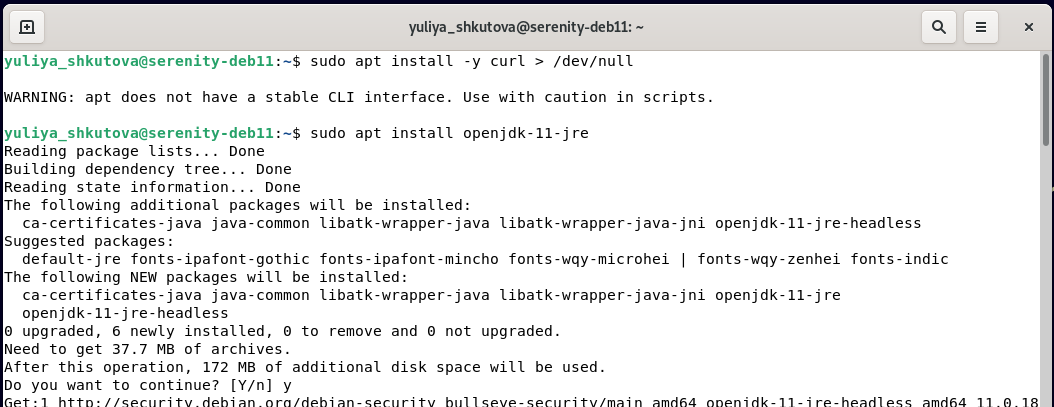 yuliya_shkutova@serenity-deb11: ~
yuliya_shkutova@serenity-deb11:~$ sudo apt install -y curl > /dev/null
WARNING: apt does not have a stable CLI interface. Use with caution in scripts.
yuliya_shkutova@serenity-deb11:~$ sudo apt install openjdk-11-jre
Reading package lists... Done
Building dependency tree... Done
Reading state information... Done
The following additional packages will be installed:
  ca-certificates-java java-common libatk-wrapper-java libatk-wrapper-java-jni openjdk-11-jre-headless
Suggested packages:
  default-jre fonts-ipafont-gothic fonts-ipafont-mincho fonts-wqy-microhei | fonts-wqy-zenhei fonts-indic
The following NEW packages will be installed:
  ca-certificates-java java-common libatk-wrapper-java libatk-wrapper-java-jni openjdk-11-jre
  openjdk-11-jre-headless
0 upgraded, 6 newly installed, 0 to remove and 0 not upgraded.
Need to get 37.7 MB of archives.
After this operation, 172 MB of additional disk space will be used.
Do you want to continue? [Y/n] y
Get:1 http://security.debian.org/debian-security bullseye-security/main amd64 openjdk-11-jre-headless amd64 11.0.18